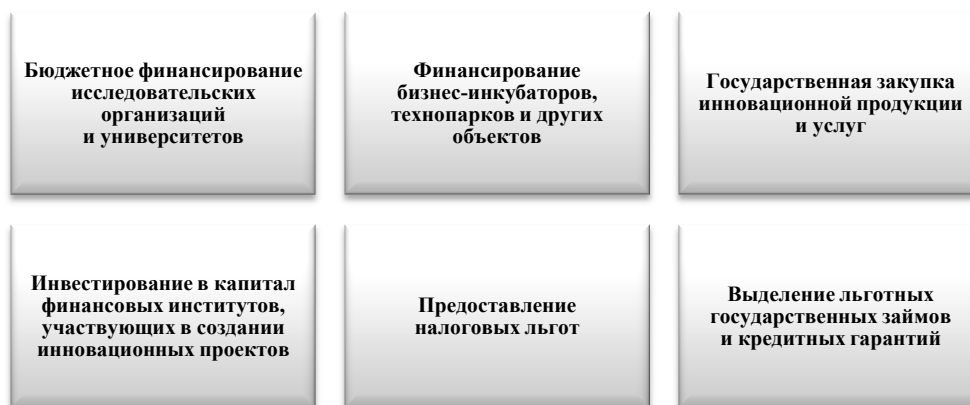 Бюджетное финансирование
исследовательских
организаций
и университетов
Финансирование
бизнес-инкубаторов,
технопарков и других
объектов
Государственная закупка
инновационной продукции
и услуг
Инвестирование в капитал
финансовых институтов,
участвующих в создании
инновационных проектов
Предоставление
налоговых льгот
Выделение льготных
государственных займов
и кредитных гарантий